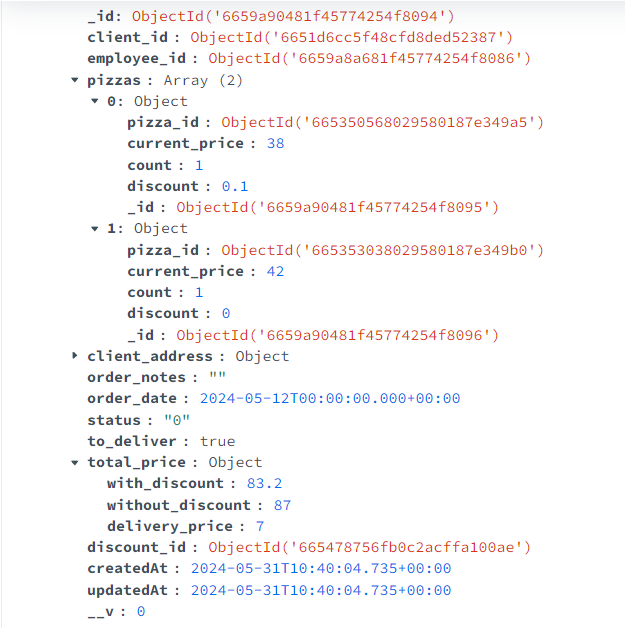 _id: ObjectId('6659a90481f45774254f8094')
client_id: ObjectId('6651d6cc5f48cfd8ded52387')
employee_id: ObjectId('6659a8a681f45774254f8086')
pizzas: Array (2)
0: Object
pizza_id: ObjectId('665350568029580187e349a5')
current_price: 38
count: 1
discount: 0.1
_id: ObjectId('6659a90481f45774254f8095')
1: Object
pizza_id: ObjectId('665353038029580187e349b0')
current_price: 42
count: 1
discount: 0
_id: ObjectId('6659a90481f45774254f8096')
client_address: Object
order_notes: ""
order_date: 2024-05-12T00:00:00.000+00:00
status: "0"
to_deliver: true
total_price: Object
with_discount: 83.2
without_discount: 87
delivery_price: 7
discount_id: ObjectId('665478756fb0c2acffa100ae')
createdAt: 2024-05-31T10:40:04.735+00:00
updatedAt: 2024-05-31T10:40:04.735+00:00
__v: 0